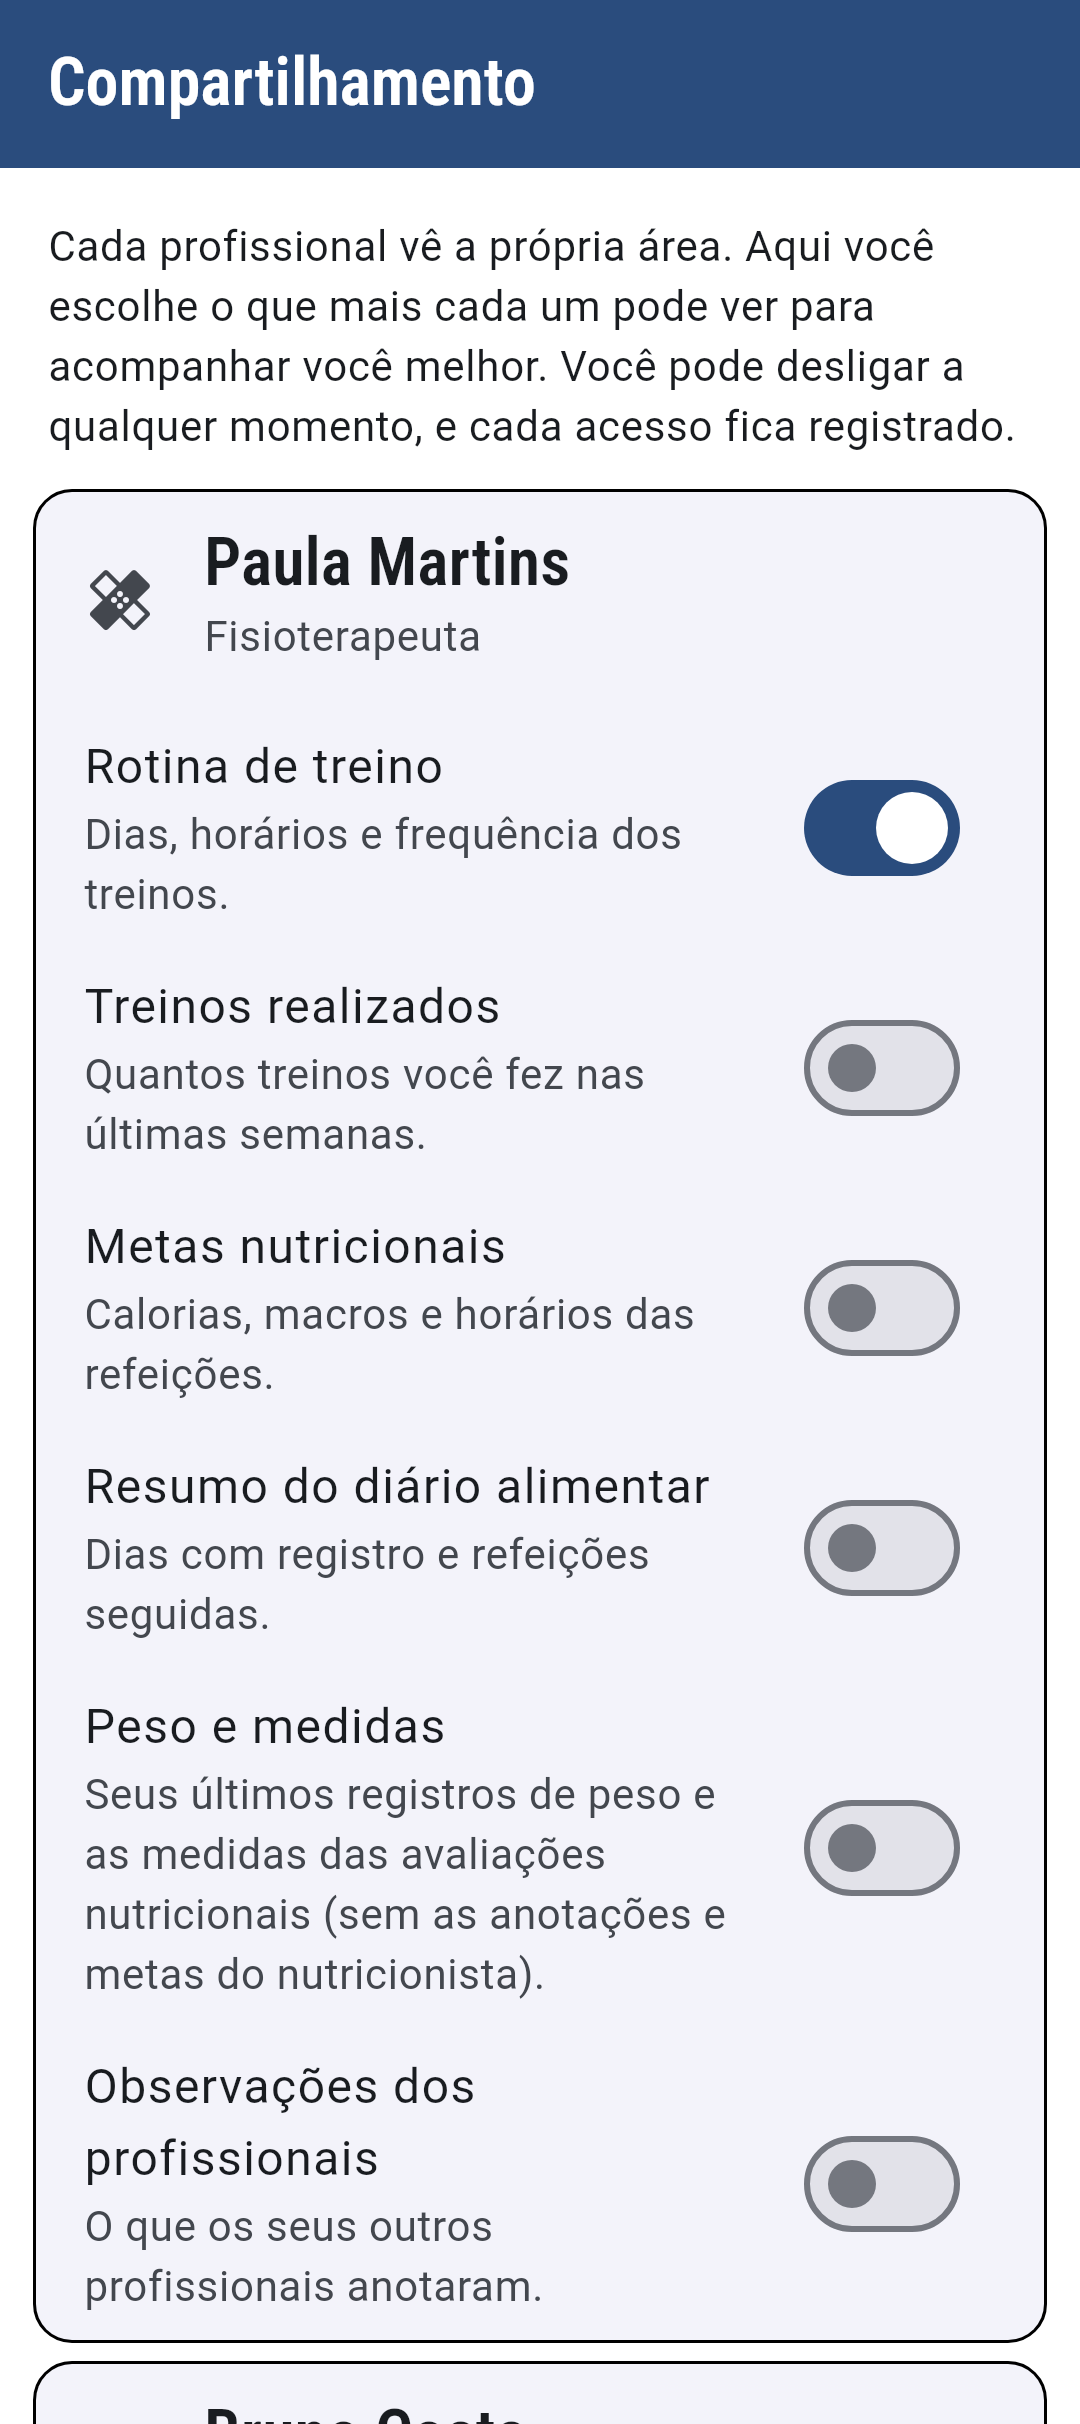 Compartilhamento
Cada profissional vê a própria área. Aqui você
escolhe o que mais cada um pode ver para
acompanhar você melhor. Você pode desligar a
qualquer momento, e cada acesso fica registrado.
Paula Martins
Fisioterapeuta
Rotina de treino
Dias, horários e frequência dos
treinos.
Treinos realizados
Quantos treinos você fez nas
últimas semanas.
Metas nutricionais
Calorias, macros e horários das
refeições.
Resumo do diário alimentar
Dias com registro e refeições
seguidas.
Peso e medidas
Seus últimos registros de peso e
as medidas das avaliações
nutricionais (sem as anotações e
metas do nutricionista).
Observações dos
profissionais
O que os seus outros
profissionais anotaram.